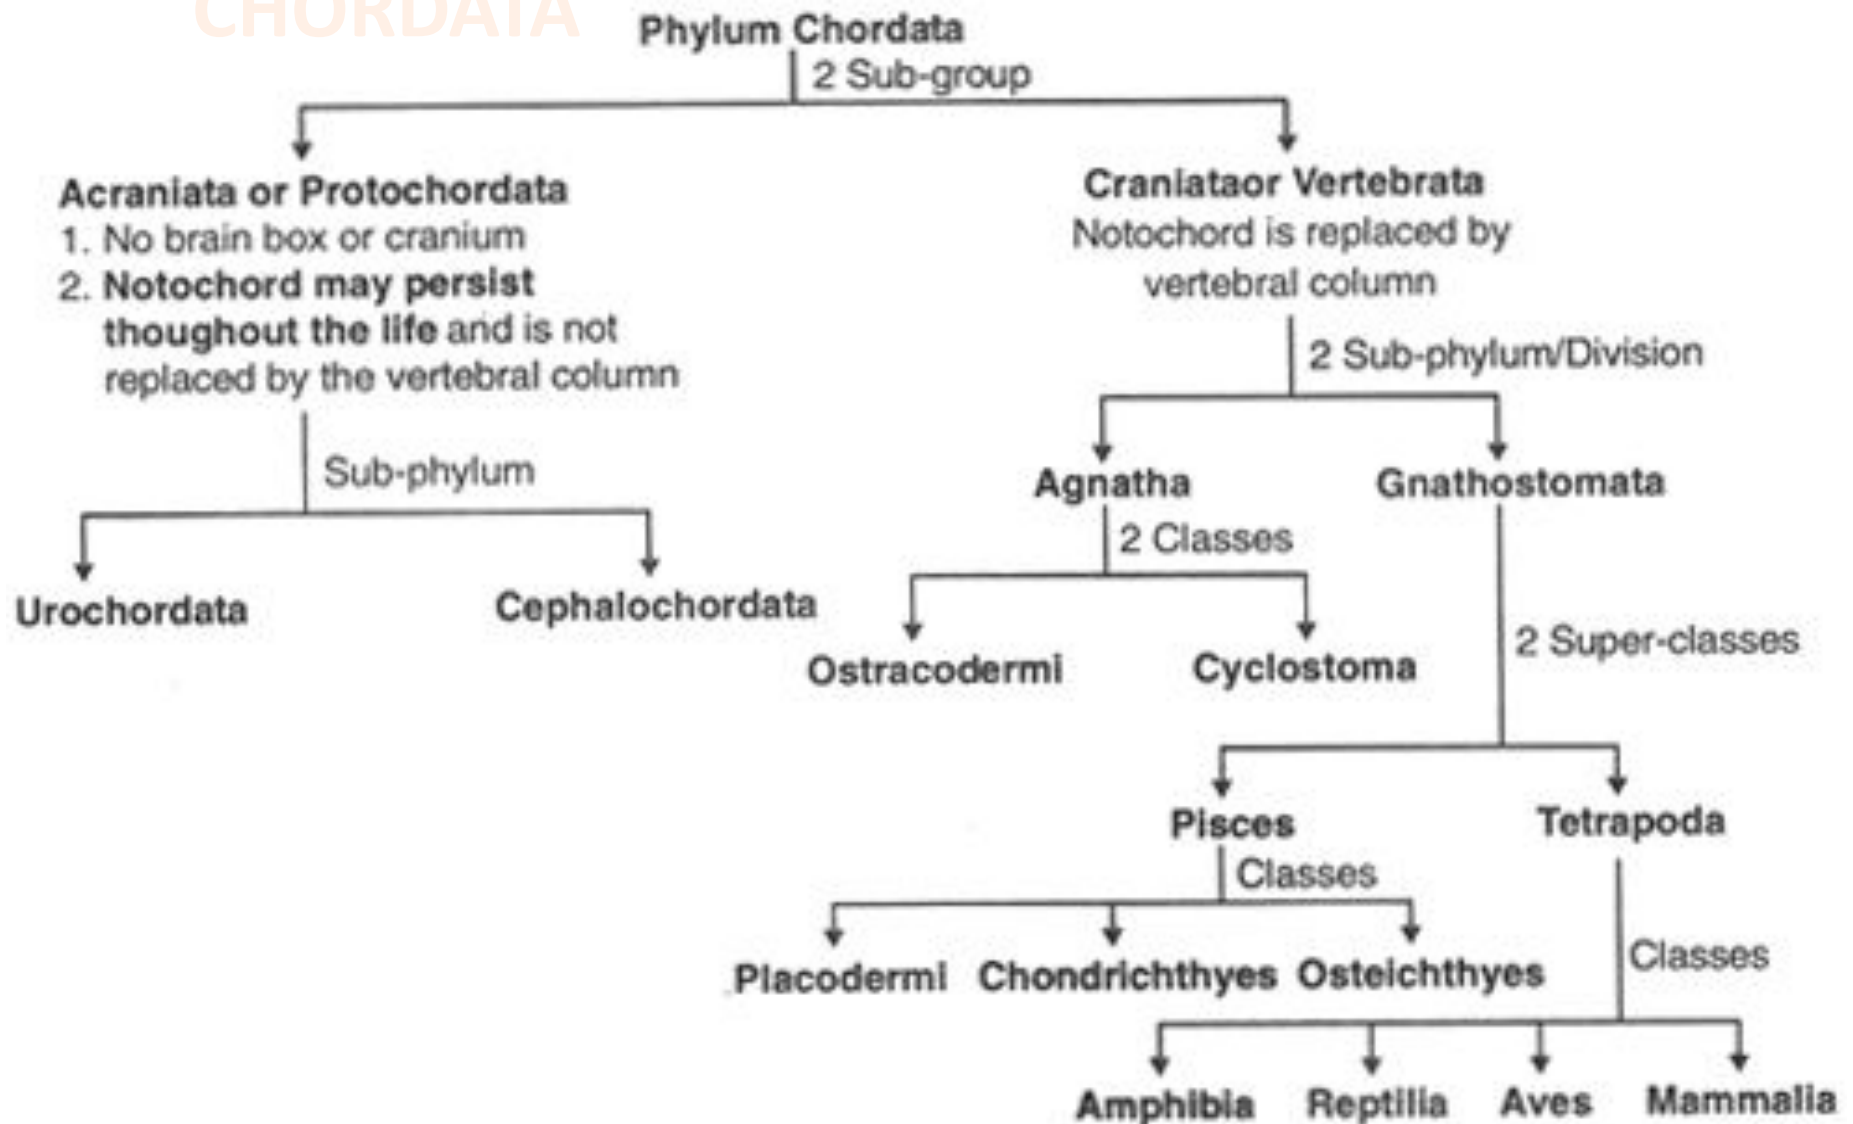 CHORDATA
Phylum Chordata
2 Sub-group
Acraniata or Protochordata
1. No brain box or cranium
2. Notochord may persist
thoughout the life and is not
replaced by the vertebral column
Sub-phylum
Urochordata
Cephalochordata
Craniataor Vertebrata
Notochord is replaced by
vertebral column
2 Sub-phylum/Division
Agnatha
Gnathostomata
2 Classes
Ostracodermi
Cyclostoma
2 Super-classes
Pisces
Tetrapoda
Classes
Placodermi
Chondrichthyes
Osteichthyes
Classes
Amphibia
Reptilia
Aves
Mammalia